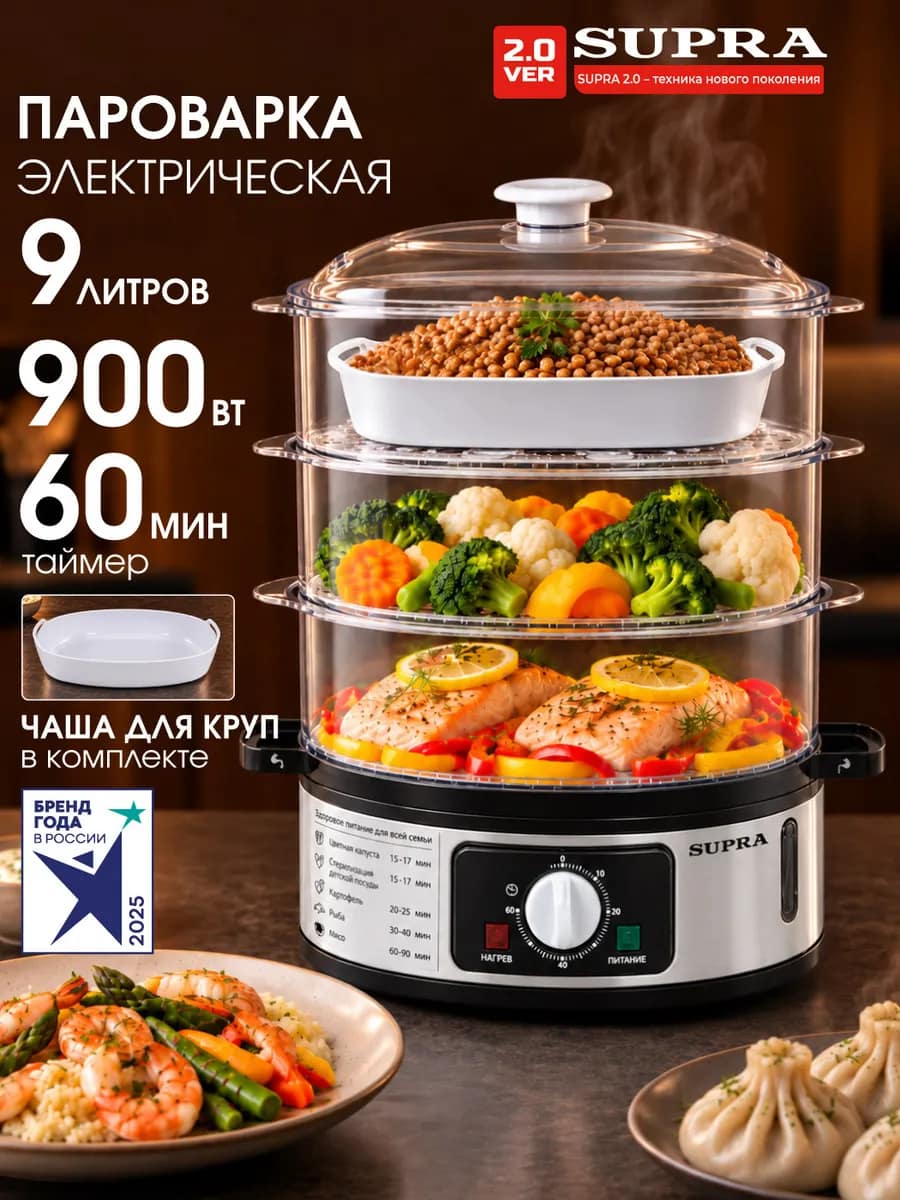 2.0
VER
SUPRA
SUPRA 2.0 – техника нового поколения
ПАРОВАРКА
ЭЛЕКТРИЧЕСКАЯ
9 ЛИТРОВ
900 ВТ
60 МИН
таймер
ЧАША ДЛЯ КРУП
в комплекте
БРЕНД
ГОДА
В РОССИИ
2025
Здоровое питание для всей семьи
Цветная капуста 15-17 мин
Стерилизация
детской посуды 15-17 мин
Картофель 20-25 мин
Рыба 30-40 мин
Мясо 60-90 мин
SUPRA
0
10
20
40
60
НАГРЕВ
ПИТАНИЕ